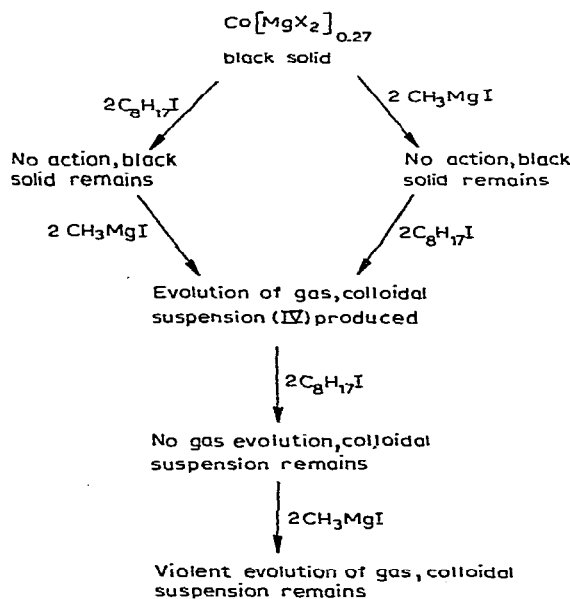 Co[MgX₂]₀.₂₇
black solid
2C₈H₁₇I
2 CH₃MgI
No action, black
solid remains
No action, black
solid remains
2 CH₃MgI
2C₈H₁₇I
Evolution of gas, colloidal
suspension (IV) produced
2C₈H₁₇I
No gas evolution, colloidal
suspension remains
2CH₃MgI
Violent evolution of gas, colloidal
suspension remains